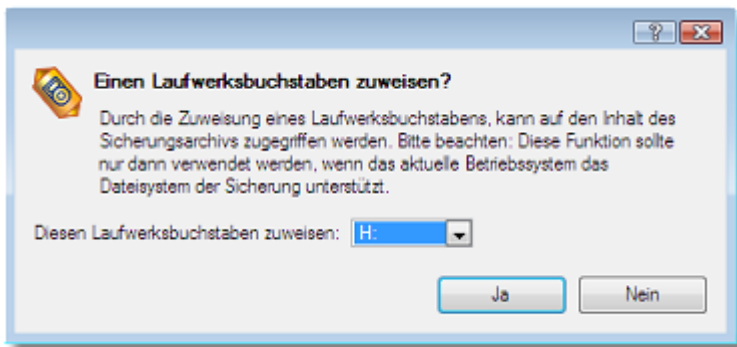 Einen Laufwerksbuchstaben zuweisen?
Durch die Zuweisung eines Laufwerksbuchstabens, kann auf den Inhalt des
Sicherungsarchivs zugegriffen werden. Bitte beachten: Diese Funktion sollte
nur dann verwendet werden, wenn das aktuelle Betriebssystem das
Dateisystem der Sicherung unterstützt.
Diesen Laufwerksbuchstaben zuweisen: H:
Ja Nein